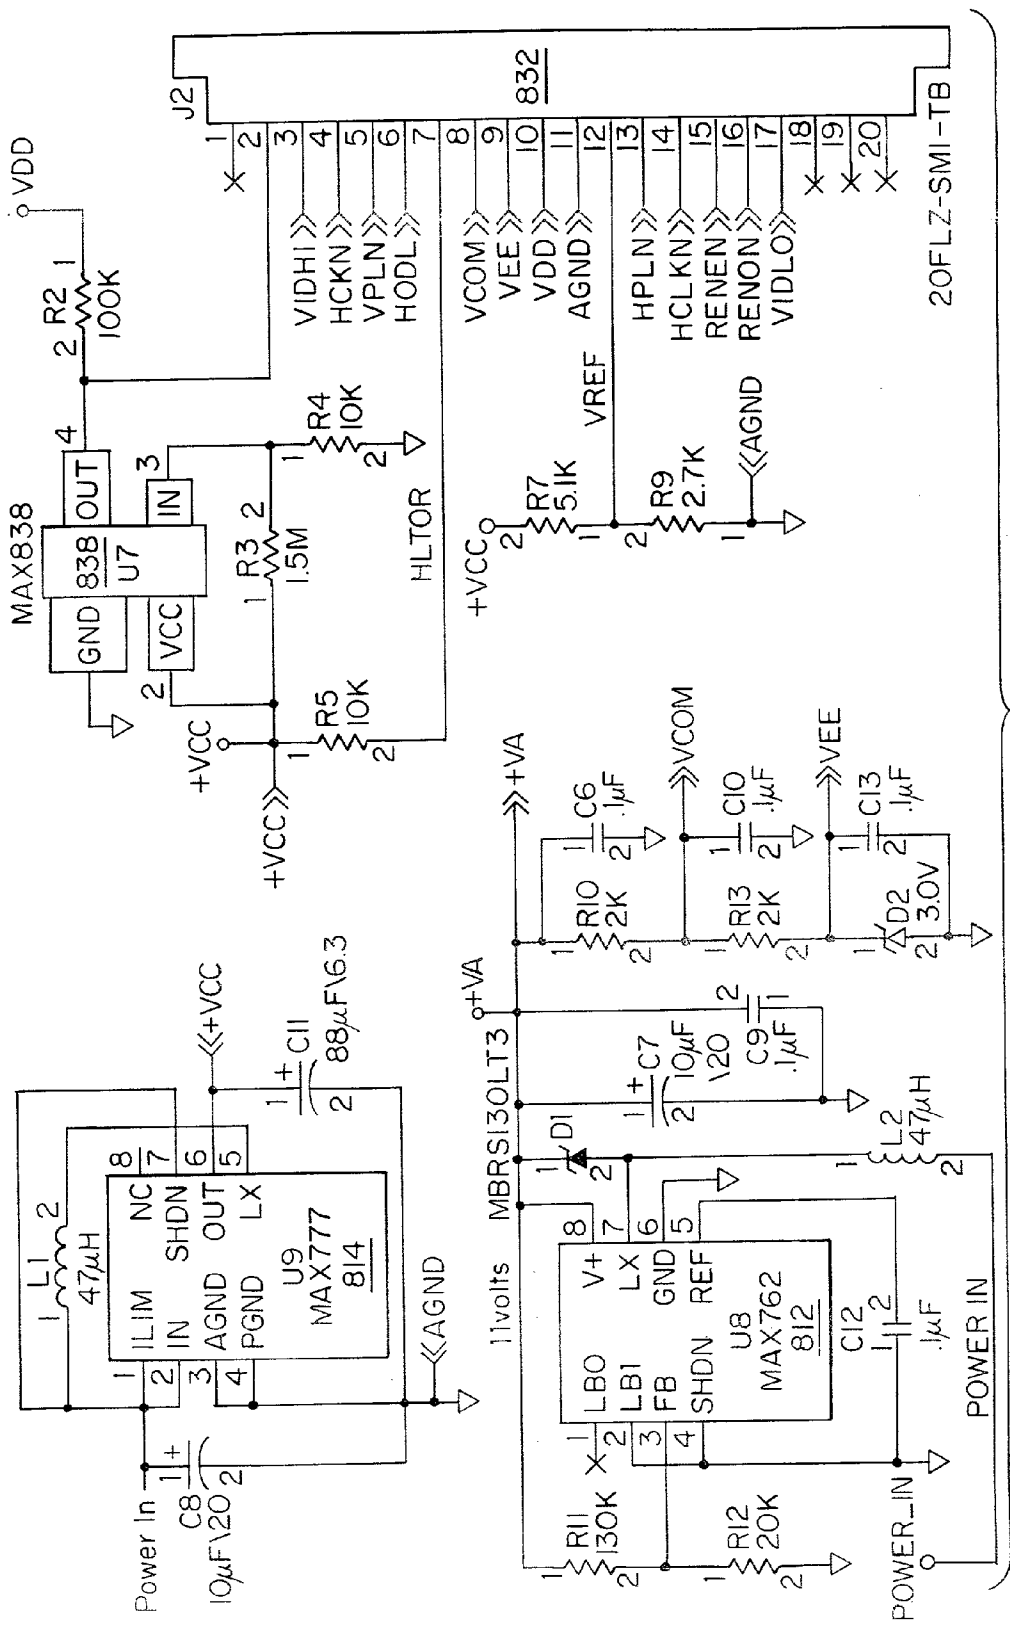 Power In
C8
10µF\20
1
+
2
L1
47µH
1
2
1
2
3
4
ILIM
IN
AGND
PGND
NC
SHDN
OUT
LX
8
7
6
5
U9
MAX777
814
+VCC
C11
88µF\6.3
1
+
2
AGND
MAX838
GND
838
U7
OUT
VCC
IN
4
3
2
R2
100K
2
1
VDD
+VCC
+VCC
R5
10K
1
2
R3
1.5M
1
2
R4
10K
1
2
HLTOR
J2
832
1
2
3
4
5
6
7
8
9
10
11
12
13
14
15
16
17
18
19
20
VIDHI
HCKN
VPLN
HODL
VCOM
VEE
VDD
AGND
HPLN
HCLKN
RENEN
RENON
VIDLO
20FLZ-SMI-TB
VREF
+VCC
R7
5.1K
2
1
R9
2.7K
2
1
AGND
11volts
MBRS130LT3
+VA
+VA
R11
130K
1
2
R12
20K
1
2
1
2
3
4
LBO
LB1
FB
SHDN
V+
LX
GND
REF
8
7
6
5
U8
MAX762
812
C12
.1µF
1
2
D1
1
2
L2
47µH
1
2
C7
10µF
\20
1
+
2
C9
.1µF
2
1
R10
2K
1
2
C6
.1µF
1
2
VCOM
R13
2K
1
2
C10
.1µF
1
2
VEE
D2
3.0V
1
2
C13
.1µF
1
2
POWER_IN
POWER IN